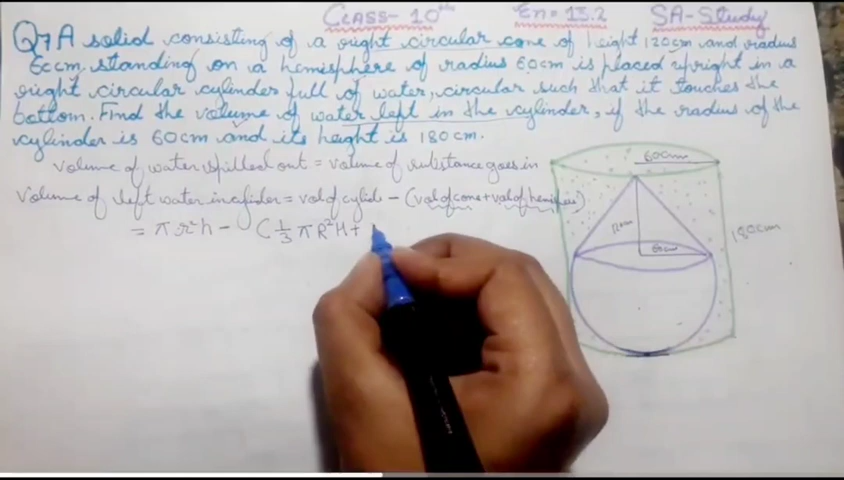 CLASS-10th Ex=13.2 SA-Study
Q7 A solid consisting of a right circular cone of height 120cm and radius
60cm standing on a hemisphere of radius 60cm is placed upright in a
right circular cylinder full of water, circular such that it touches the
bottom. Find the volume of water left in the cylinder, if the radius of the
cylinder is 60cm and its height is 180cm.
volume of water spilled out = volume of substance goes in
volume of left water in cylinder = vol of cylid - (vol of cone + vol of hemisphere)
= πr²h - (1/3 πR²H +
60cm
120cm
60cm
180cm